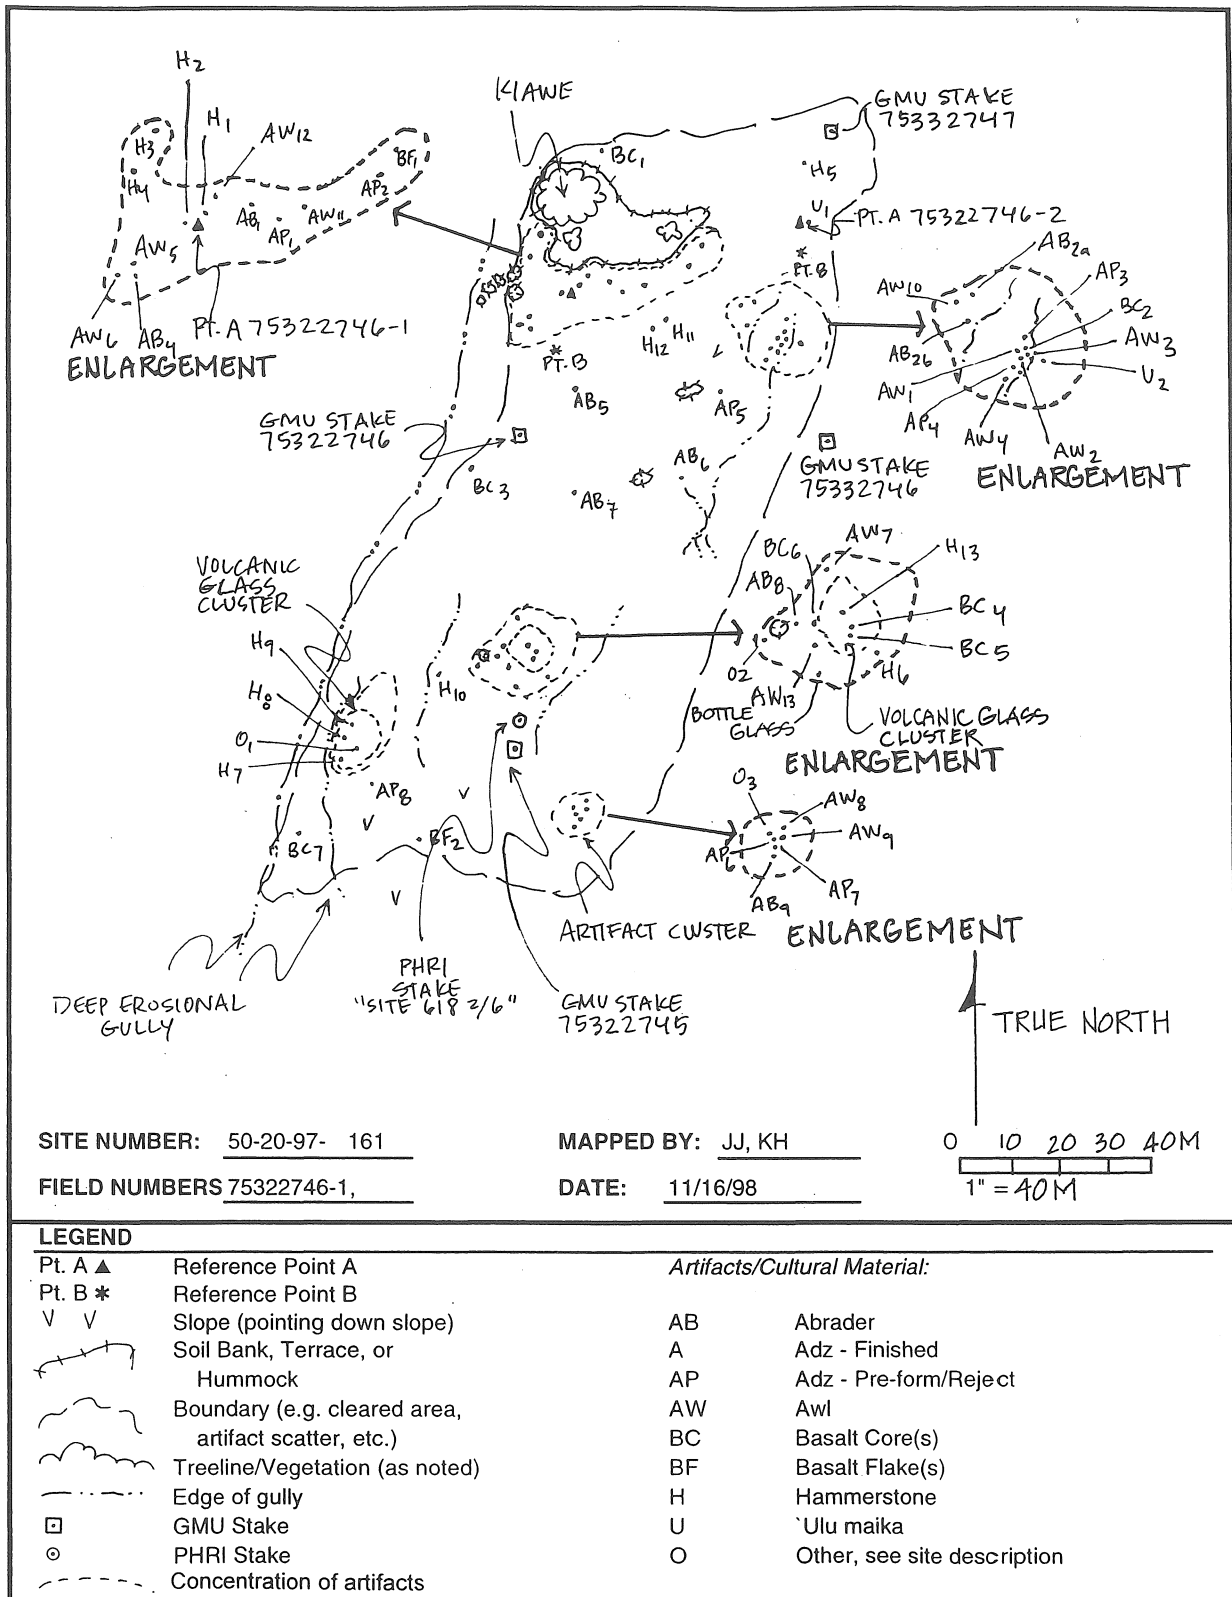 H2
H1
AW12
H3
H4
BF1
AP2
AB1
AW11
AP1
AW5
AW6
AB4
PT. A 75322746-1
ENLARGEMENT
KIAWE
BC1
GMU STAKE
75332747
H5
U1
PT. A 75322746-2
PT. B
AB2a
AP3
AW10
BC2
AW3
AB2b
U2
AW1
AP4
AW4
AW2
ENLARGEMENT
H12
H11
PT. B
AB5
AP5
GMU STAKE
75322746
GMU STAKE
75332746
BC3
AB6
AB7
VOLCANIC
GLASS
CLUSTER
H9
H8
O1
H7
H10
AP8
BC7
BF2
AW7
BC6
H13
AB8
BC4
BC5
O2
H6
AW13
BOTTLE
GLASS
VOLCANIC GLASS
CLUSTER
ENLARGEMENT
O3
AW8
AW9
AP6
AP7
AB9
ARTIFACT CLUSTER
ENLARGEMENT
DEEP EROSIONAL
GULLY
PHRI
STAKE
"SITE 618 2/6"
GMU STAKE
75322745
TRUE NORTH
SITE NUMBER: 50-20-97- 161
MAPPED BY: JJ, KH
0 10 20 30 40M
FIELD NUMBERS 75322746-1,
DATE: 11/16/98
1" = 40M
LEGEND
Pt. A ▲ Reference Point A
Pt. B * Reference Point B
V V Slope (pointing down slope)
Soil Bank, Terrace, or
Hummock
Boundary (e.g. cleared area,
artifact scatter, etc.)
Treeline/Vegetation (as noted)
Edge of gully
GMU Stake
PHRI Stake
Concentration of artifacts
Artifacts/Cultural Material:
AB Abrader
A Adz - Finished
AP Adz - Pre-form/Reject
AW Awl
BC Basalt Core(s)
BF Basalt Flake(s)
H Hammerstone
U `Ulu maika
O Other, see site description